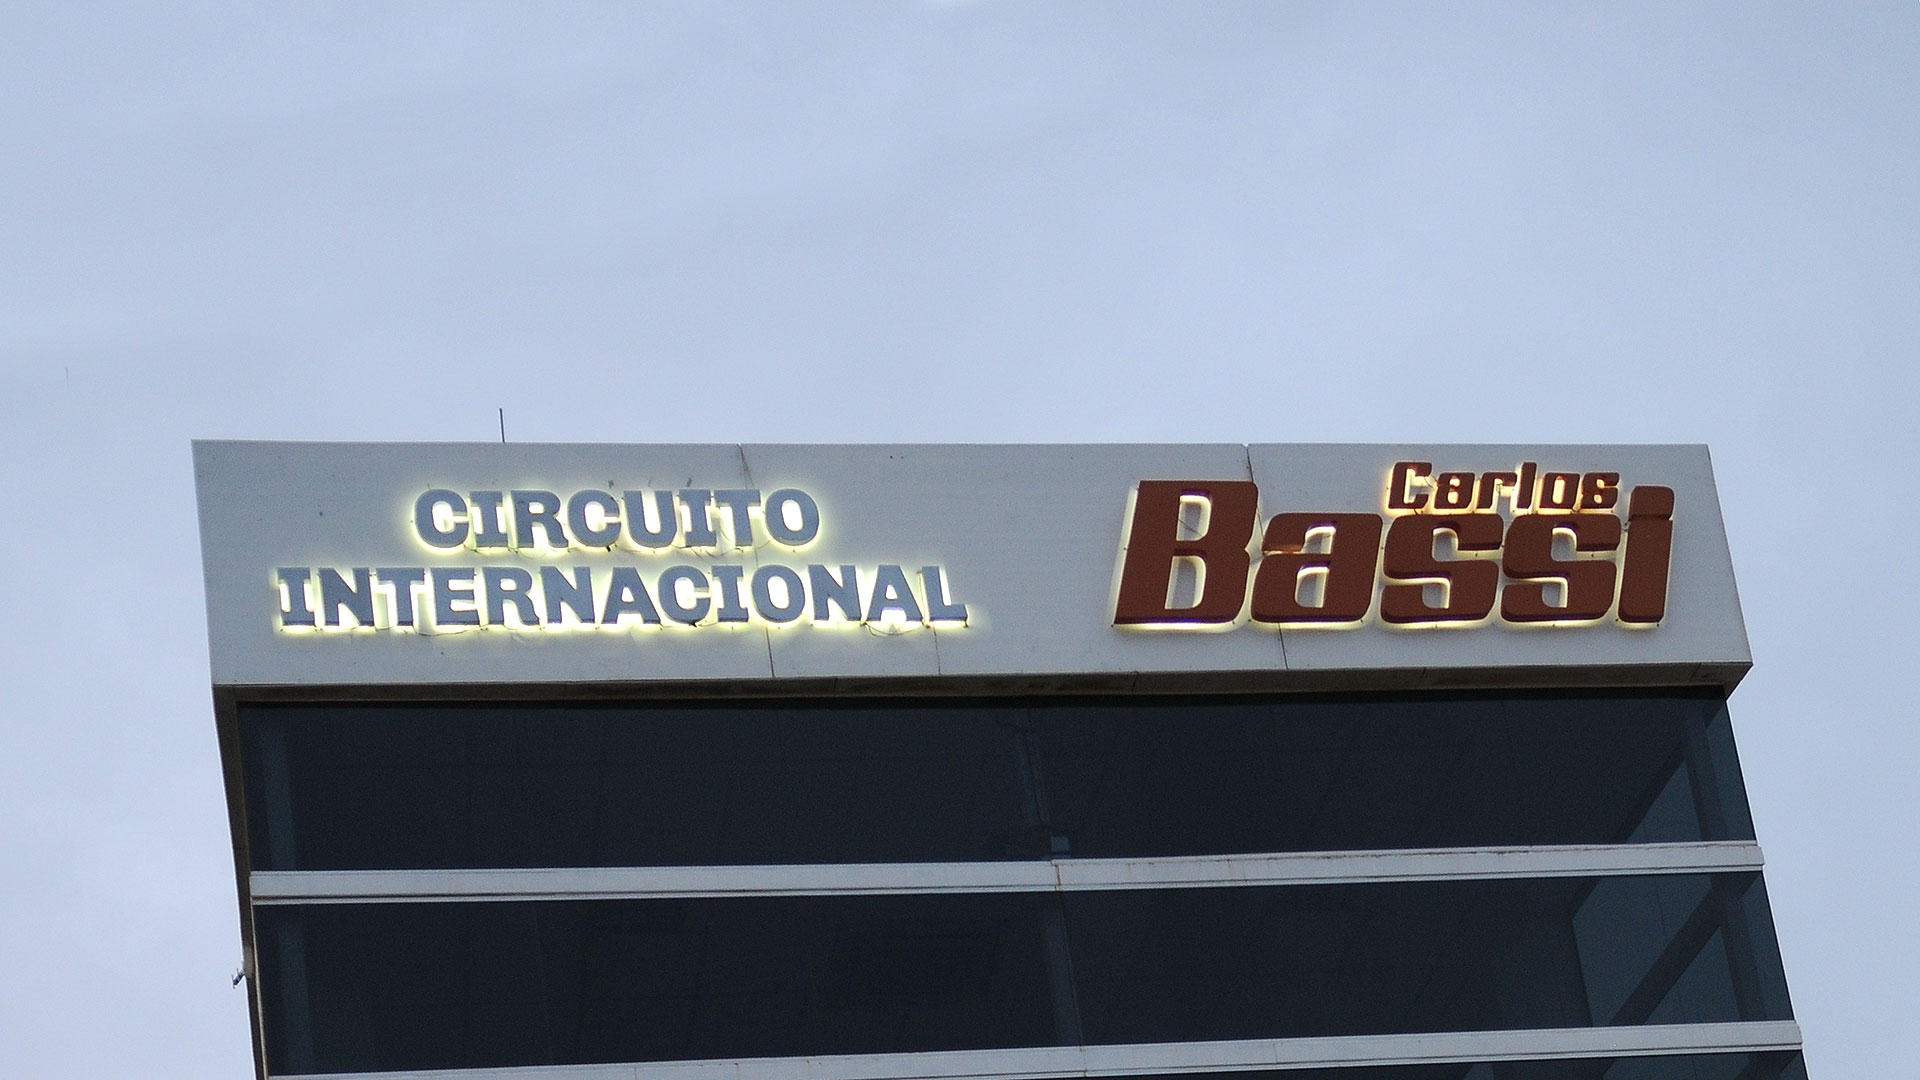 CIRCUITO
INTERNACIONAL
Carlos
Bassi